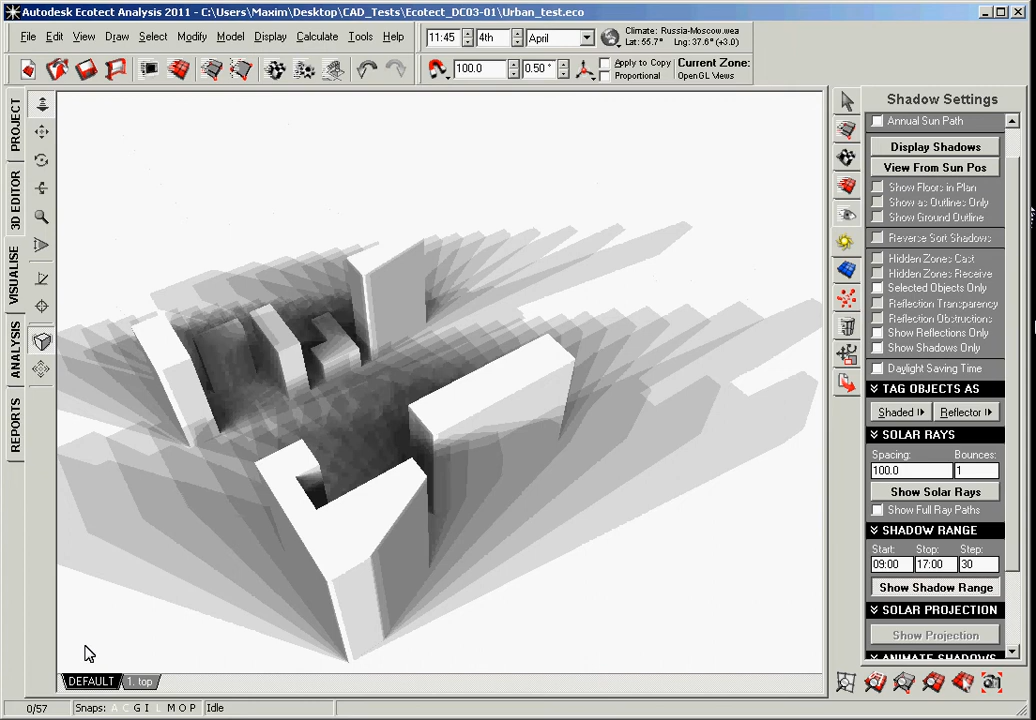 Autodesk Ecotect Analysis 2011 - C:\Users\Maxim\Desktop\CAD_Tests\Ecotect_DC03-01\Urban_test.eco
File Edit View Draw Select Modify Model Display Calculate Tools Help
11:45 4th April
Climate: Russia-Moscow.wea
Lat: 55.7° Lng: 37.6° (+3.0)
100.0 0.50 °
Apply to Copy
Proportional
Current Zone:
OpenGL Views
PROJECT
3D EDITOR
VISUALISE
ANALYSIS
REPORTS
Shadow Settings
Annual Sun Path
Display Shadows
View From Sun Pos
Show Floors in Plan
Show as Outlines Only
Show Ground Outline
Reverse Sort Shadows
Hidden Zones Cast
Hidden Zones Receive
Selected Objects Only
Reflection Transparency
Reflection Obstructions
Show Reflections Only
Show Shadows Only
Daylight Saving Time
TAG OBJECTS AS
Shaded Reflector
SOLAR RAYS
Spacing: Bounces:
100.0 1
Show Solar Rays
Show Full Ray Paths
SHADOW RANGE
Start: Stop: Step:
09:00 17:00 30
Show Shadow Range
SOLAR PROJECTION
Show Projection
ANIMATE SHADOWS
DEFAULT 1. top
0/57 Snaps: A C G I L M O P Idle